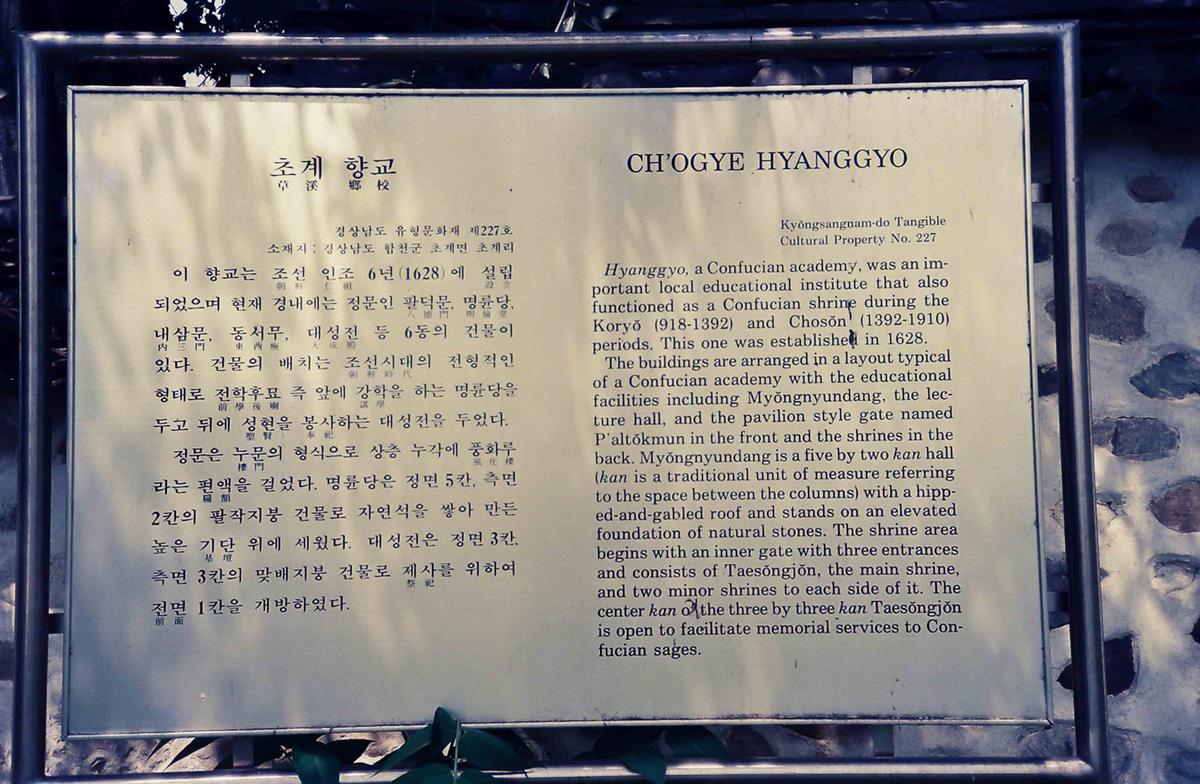 초계 향교
草溪 鄕校
경상남도 유형문화재 제227호
소재지 : 경상남도 합천군 초계면 초계리
이 향교는 조선 인조 6년(1628)에 설립
朝鮮 仁祖 設立
되었으며 현재 경내에는 정문인 팔덕문, 명륜당,
八德門 明倫堂
내삼문, 동서무, 대성전 등 6동의 건물이
內三門 東西廡 大成殿
있다. 건물의 배치는 조선시대의 전형적인
朝鮮時代
형태로 전학후묘 즉 앞에 강학을 하는 명륜당을
前學後廟 講學
두고 뒤에 성현을 봉사하는 대성전을 두었다.
聖賢 奉祀
정문은 누문의 형식으로 상층 누각에 풍화루
樓門 風化樓
라는 편액을 걸었다. 명륜당은 정면 5칸, 측면
扁額
2칸의 팔작지붕 건물로 자연석을 쌓아 만든
높은 기단 위에 세웠다. 대성전은 정면 3칸,
基壇
측면 3칸의 맞배지붕 건물로 제사를 위하여
祭祀
전면 1칸을 개방하였다.
前面
CH'OGYE HYANGGYO
Kyŏngsangnam-do Tangible
Cultural Property No. 227
Hyanggyo, a Confucian academy, was an im-
portant local educational institute that also
functioned as a Confucian shrine during the
Koryŏ (918-1392) and Chosŏn (1392-1910)
periods. This one was established in 1628.
The buildings are arranged in a layout typical
of a Confucian academy with the educational
facilities including Myŏngnyundang, the lec-
ture hall, and the pavilion style gate named
P'altŏkmun in the front and the shrines in the
back. Myŏngnyundang is a five by two kan hall
(kan is a traditional unit of measure referring
to the space between the columns) with a hipp-
ed-and-gabled roof and stands on an elevated
foundation of natural stones. The shrine area
begins with an inner gate with three entrances
and consists of Taesŏngjŏn, the main shrine,
and two minor shrines to each side of it. The
center kan of the three by three kan Taesŏngjŏn
is open to facilitate memorial services to Con-
fucian sages.